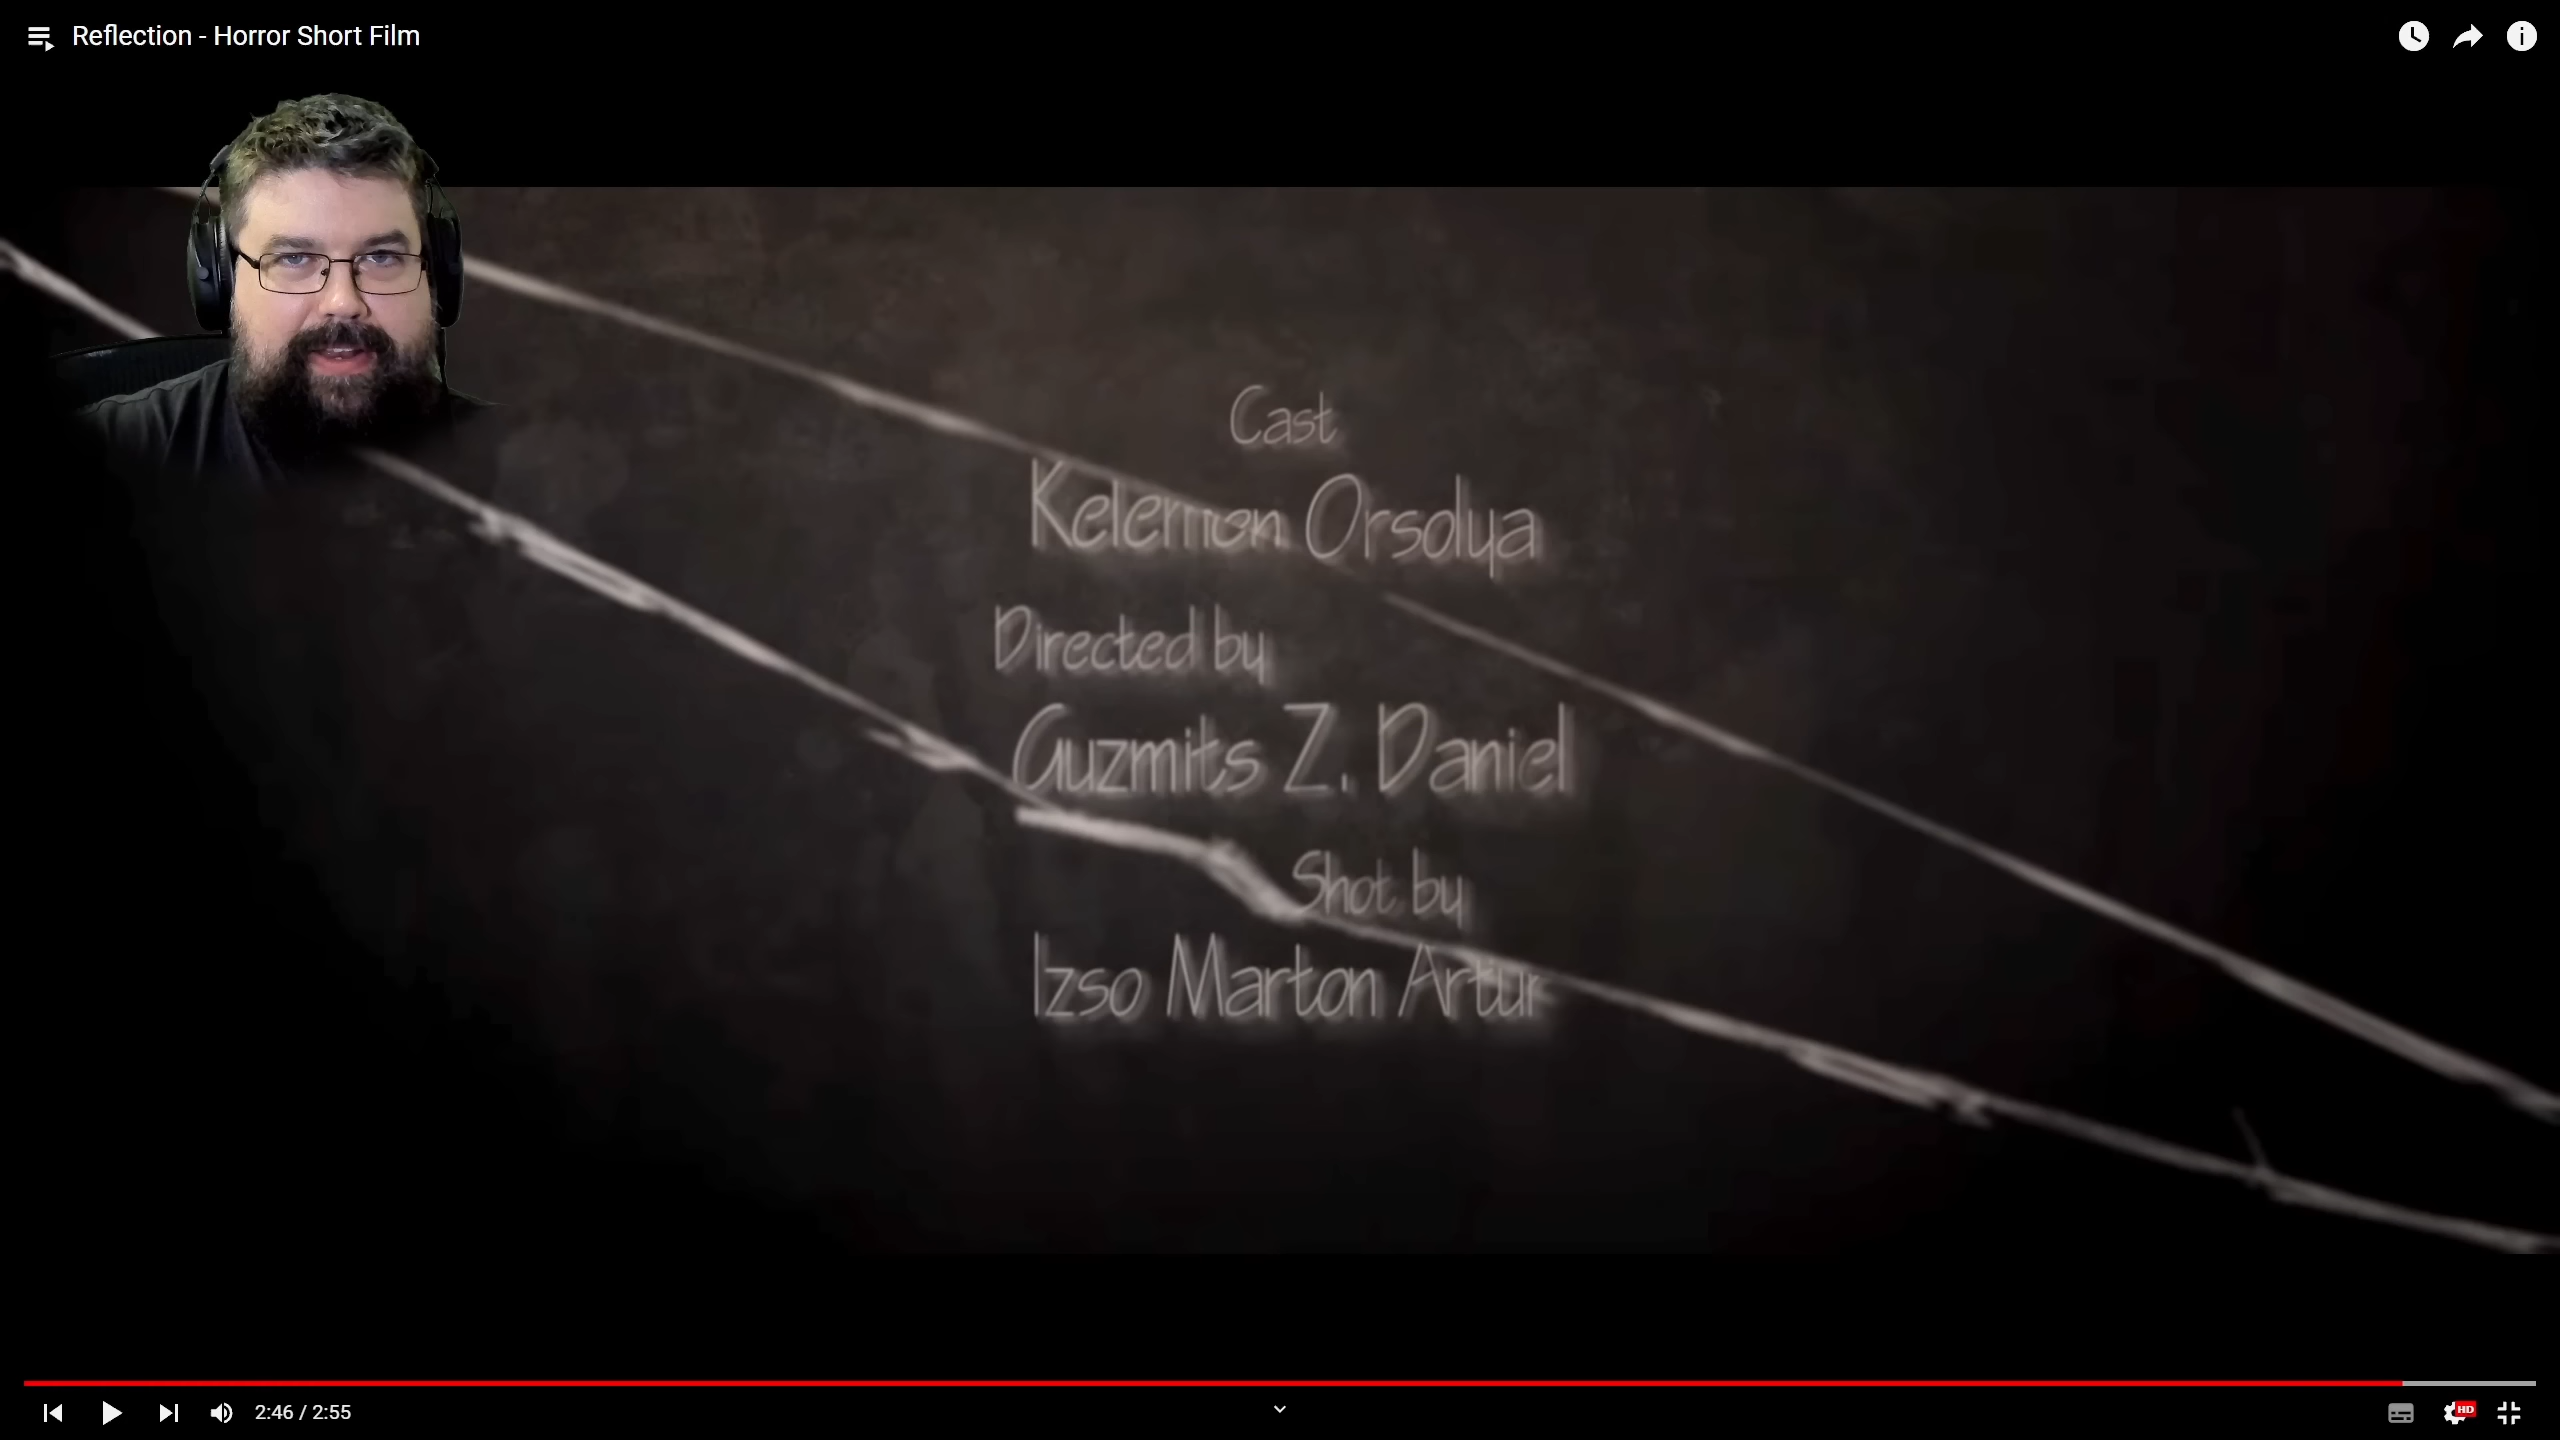 Reflection - Horror Short Film
Cast
Kelemen Orsolya
Directed by
Guzmits Z. Daniel
Shot by
Izso Marton Artur
2:46 / 2:55
HD